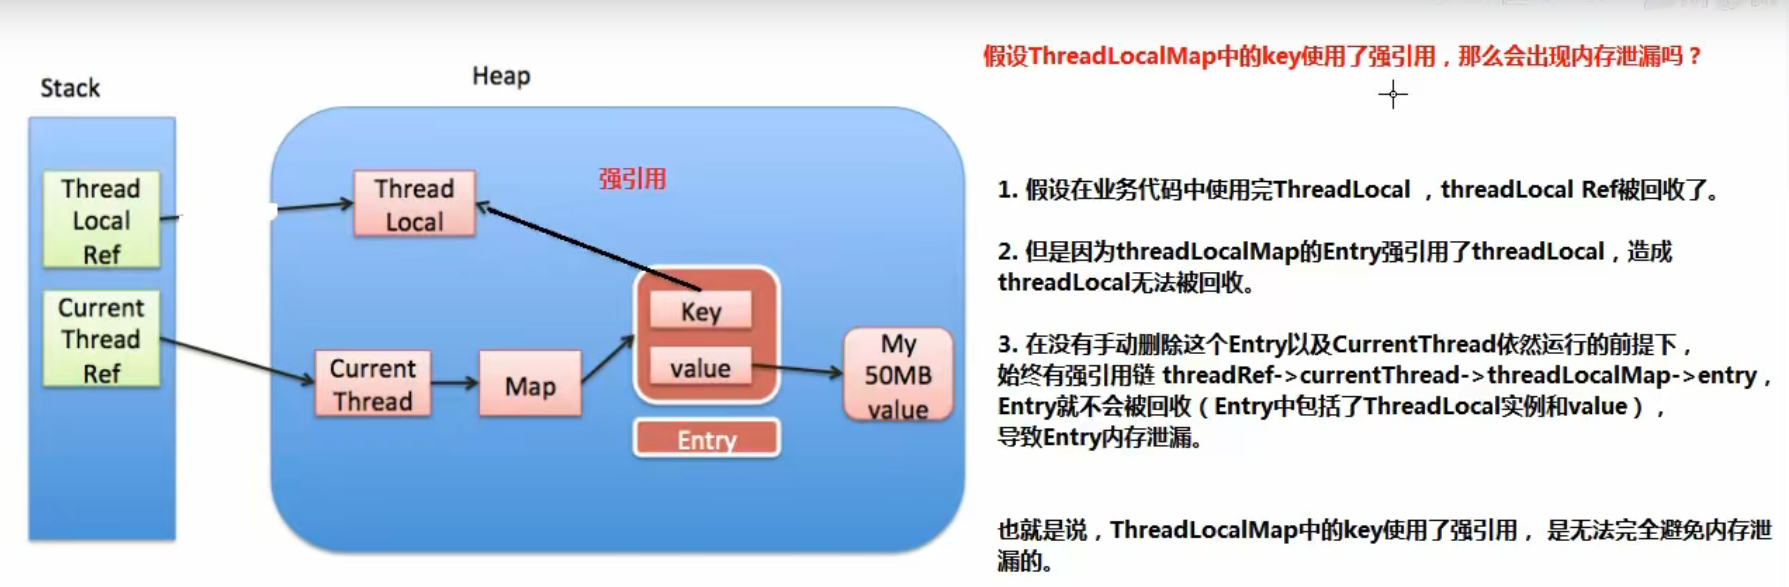 假设ThreadLocalMap中的key使用了强引用，那么会出现内存泄漏吗？
Stack
Heap
Thread
Local
Ref
Current
Thread
Ref
Thread
Local
强引用
Current
Thread
Map
Key
value
Entry
My
50MB
value
1. 假设在业务代码中使用完ThreadLocal ，threadLocal Ref被回收了。
2. 但是因为threadLocalMap的Entry强引用了threadLocal，造成
threadLocal无法被回收。
3. 在没有手动删除这个Entry以及CurrentThread依然运行的前提下，
始终有强引用链 threadRef->currentThread->threadLocalMap->entry，
Entry就不会被回收（Entry中包括了ThreadLocal实例和value），
导致Entry内存泄漏。
也就是说，ThreadLocalMap中的key使用了强引用， 是无法完全避免内存泄
漏的。